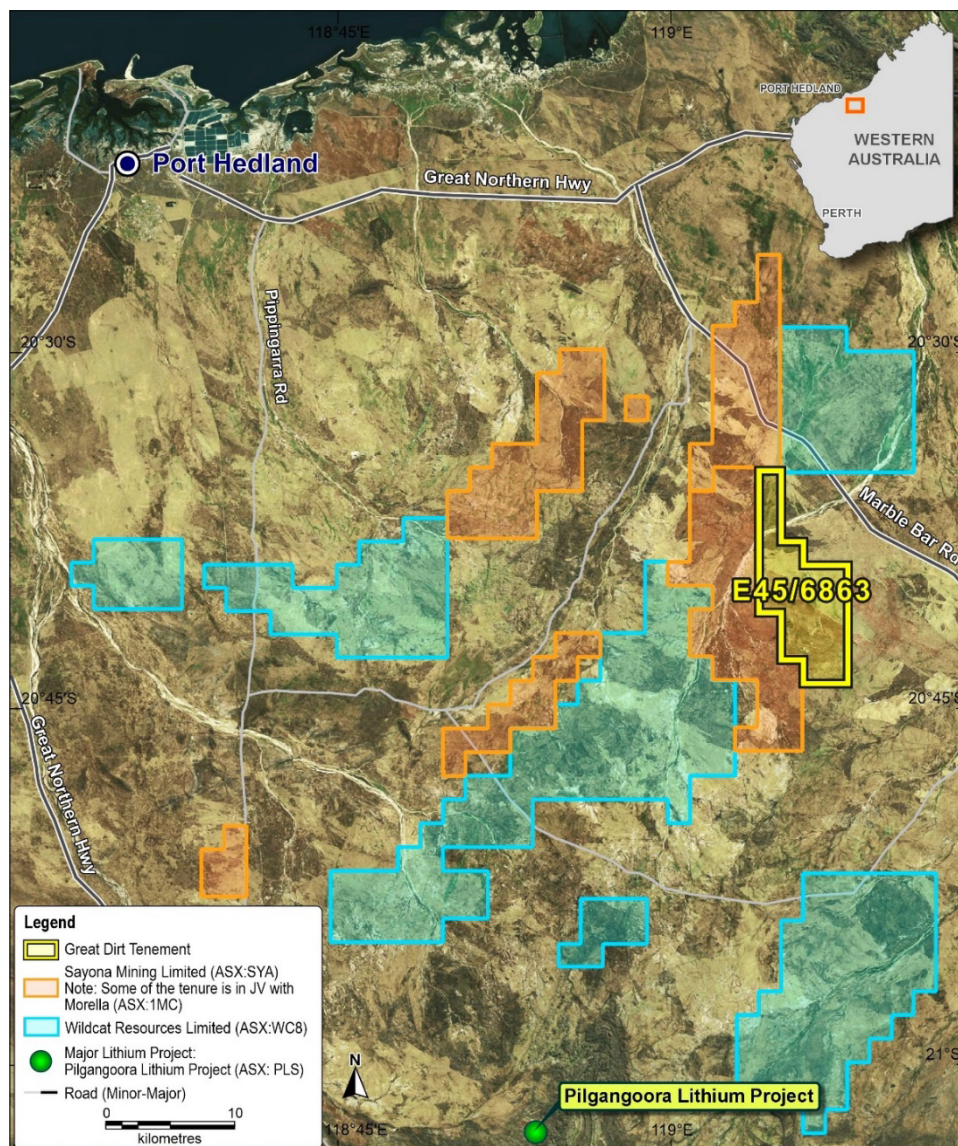 118°45'E
119°E
PORT HEDLAND
WESTERN
AUSTRALIA
PERTH
Port Hedland
Great Northern Hwy
Pippingarra Rd
20°30'S
20°30'S
Marble Bar Rd
E45/6863
20°45'S
20°45'S
Great Northern Hwy
Legend
Great Dirt Tenement
Sayona Mining Limited (ASX:SYA)
Note: Some of the tenure is in JV with
Morella (ASX:1MC)
Wildcat Resources Limited (ASX:WC8)
Major Lithium Project:
Pilgangoora Lithium Project (ASX: PLS)
Road (Minor-Major)
0 10
kilometres
N
21°S
Pilgangoora Lithium Project
118°45'E
119°E